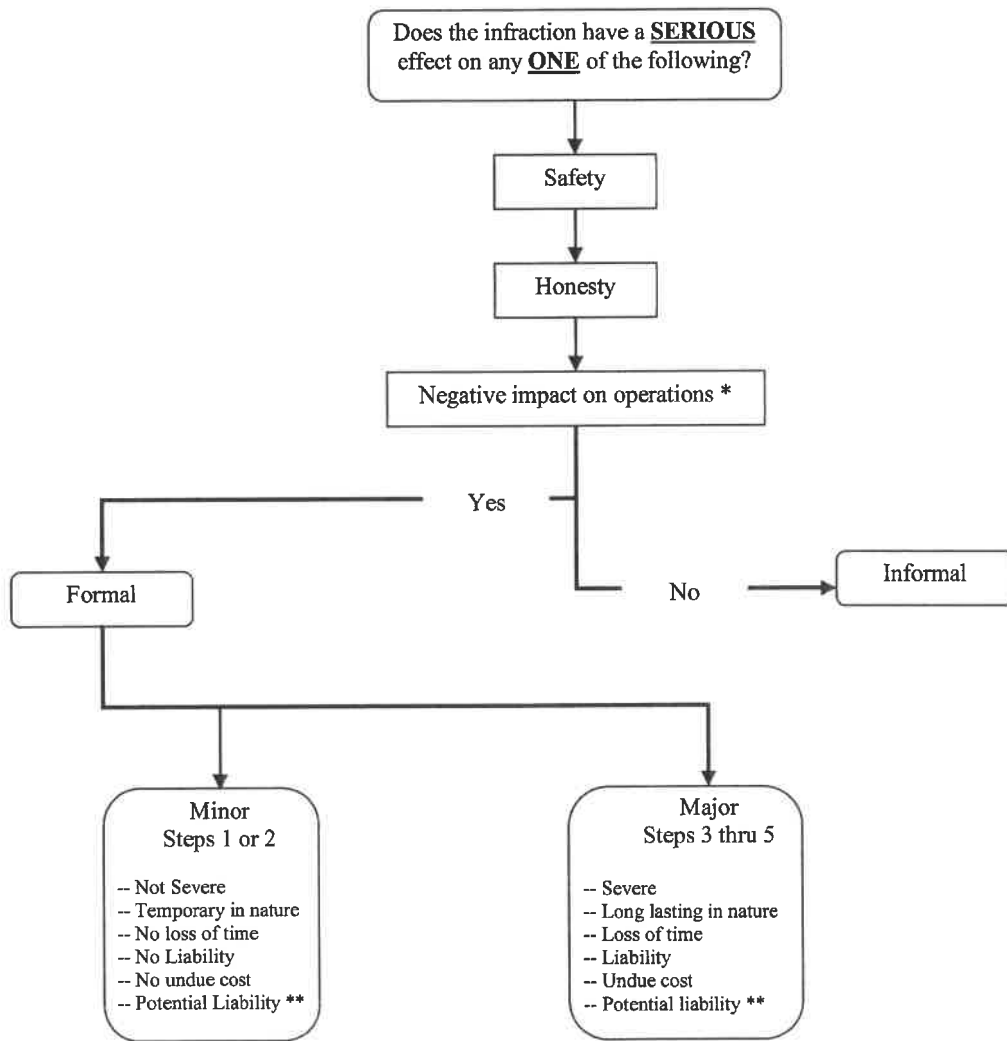 Does the infraction have a SERIOUS
effect on any ONE of the following?
Safety
Honesty
Negative impact on operations *
Yes
No
Informal
Formal
Minor
Steps 1 or 2
-- Not Severe
-- Temporary in nature
-- No loss of time
-- No Liability
-- No undue cost
-- Potential Liability **
Major
Steps 3 thru 5
-- Severe
-- Long lasting in nature
-- Loss of time
-- Liability
-- Undue cost
-- Potential liability **